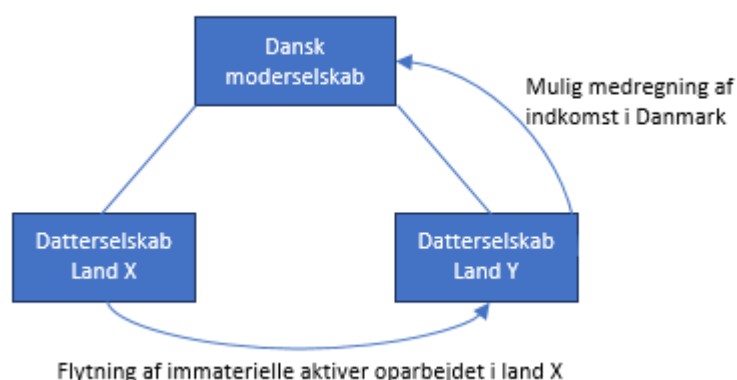 Dansk
moderselskab
Mulig medregning af
indkomst i Danmark
Datterselskab
Land X
Datterselskab
Land Y
Flytning af immaterielle aktiver oparbejdet i land X